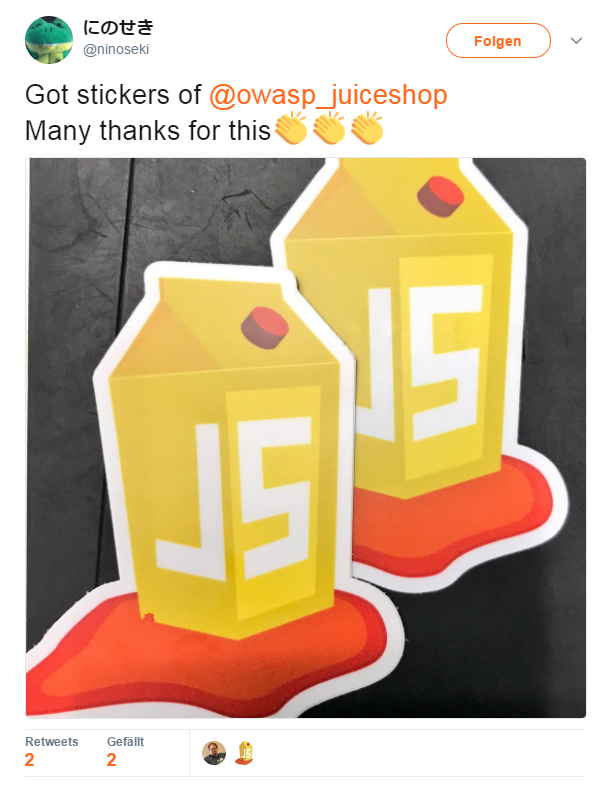 にのせき
@ninoseki
Folgen
Got stickers of @owasp_juiceshop
Many thanks for this👏👏👏
JS
JS
Retweets
Gefällt
2
2
JS